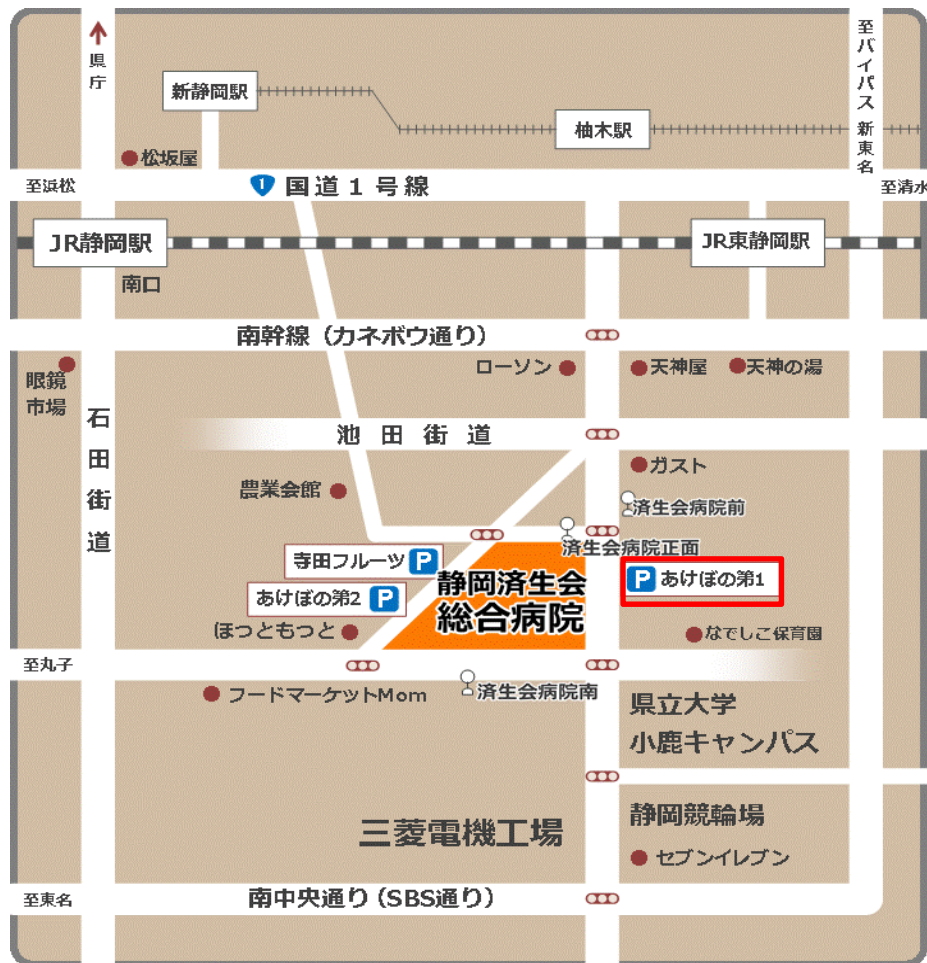 県庁
至バイパス新東名
新静岡駅
柚木駅
松坂屋
至浜松
1
国道1号線
至清水
JR静岡駅
JR東静岡駅
南口
南幹線（カネボウ通り）
眼鏡
市場
ローソン
天神屋
天神の湯
石田街道
池田街道
ガスト
農業会館
済生会病院前
済生会病院正面
寺田フルーツ P
静岡済生会
総合病院
P あけぼの第1
あけぼの第2 P
ほっともっと
なでしこ保育園
至丸子
フードマーケットMom
済生会病院南
県立大学
小鹿キャンパス
静岡競輪場
三菱電機工場
セブンイレブン
至東名
南中央通り（SBS通り）